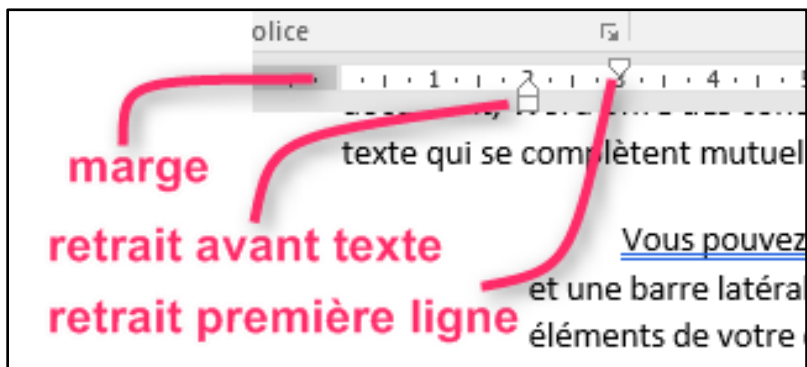 olice
1 2 3 4 5
marge
texte qui se complètent mutuel
retrait avant texte
Vous pouvez
retrait première ligne
et une barre latéra
éléments de votre